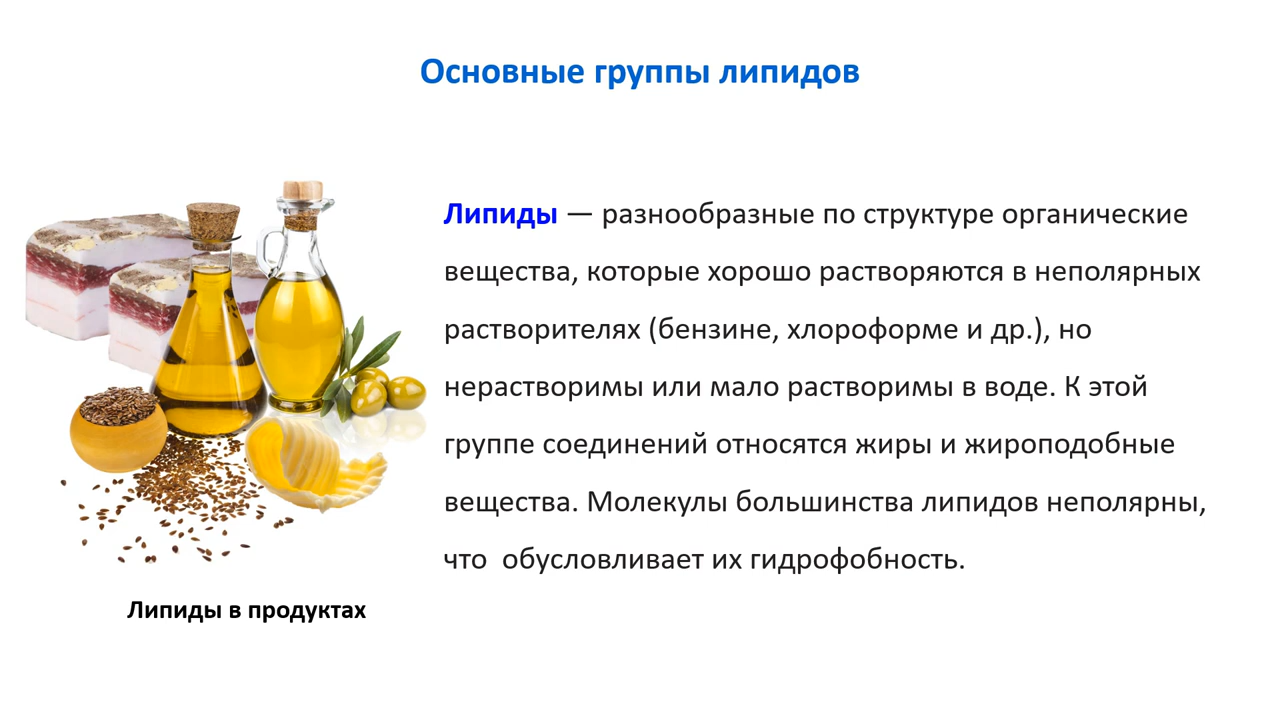 Основные группы липидов
Липиды — разнообразные по структуре органические
вещества, которые хорошо растворяются в неполярных
растворителях (бензине, хлороформе и др.), но
нерастворимы или мало растворимы в воде. К этой
группе соединений относятся жиры и жироподобные
вещества. Молекулы большинства липидов неполярны,
что  обусловливает их гидрофобность.
Липиды в продуктах